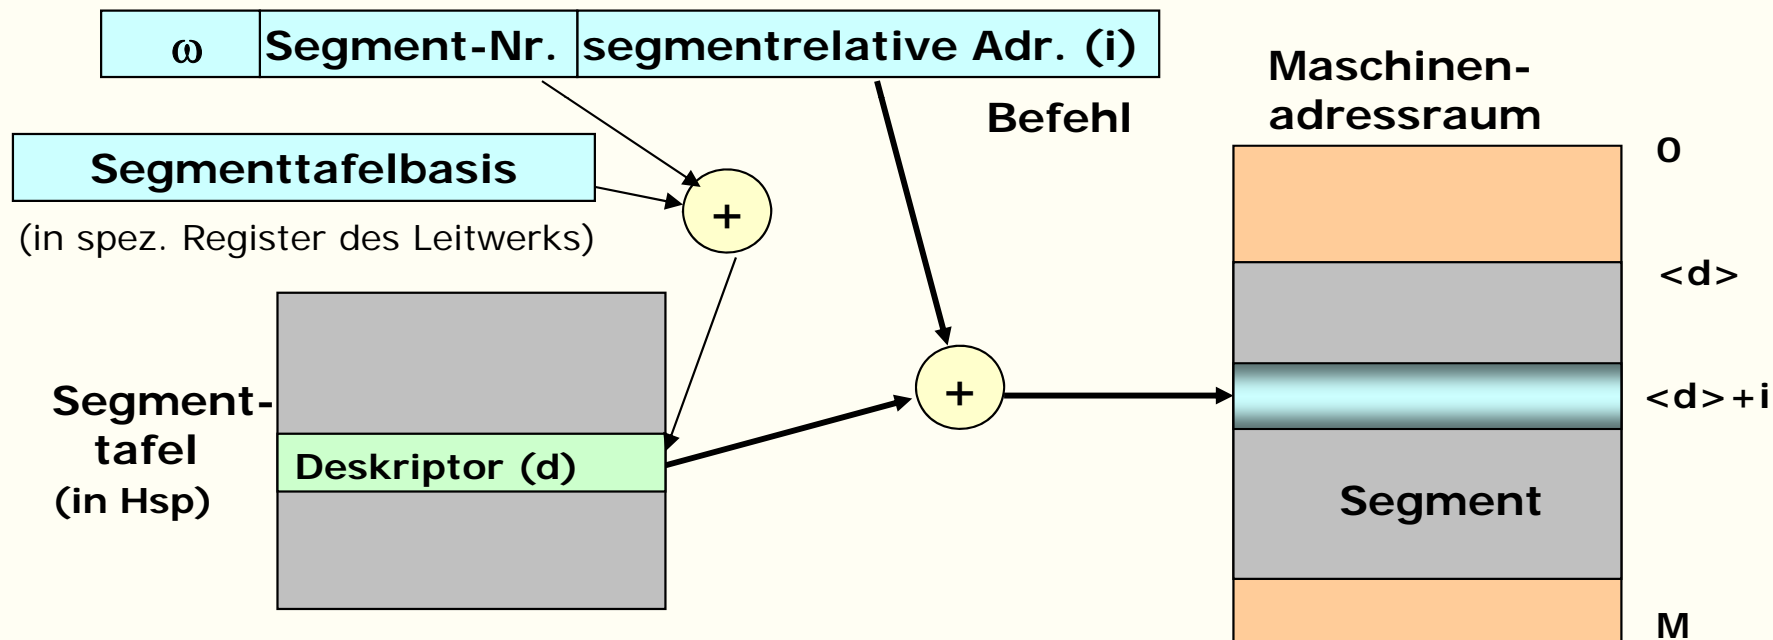 ω Segment-Nr. segmentrelative Adr. (i)
Befehl
Segmenttafelbasis
(in spez. Register des Leitwerks)
+
Segment-
tafel
(in Hsp)
Deskriptor (d)
+
Maschinen-
adressraum
0
<d>
<d>+i
Segment
M